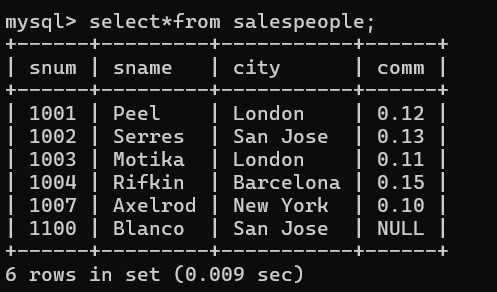 mysql> select*from salespeople;
+------+---------+-----------+------+
| snum | sname   | city      | comm |
+------+---------+-----------+------+
| 1001 | Peel    | London    | 0.12 |
| 1002 | Serres  | San Jose  | 0.13 |
| 1003 | Motika  | London    | 0.11 |
| 1004 | Rifkin  | Barcelona | 0.15 |
| 1007 | Axelrod | New York  | 0.10 |
| 1100 | Blanco  | San Jose  | NULL |
+------+---------+-----------+------+
6 rows in set (0.009 sec)